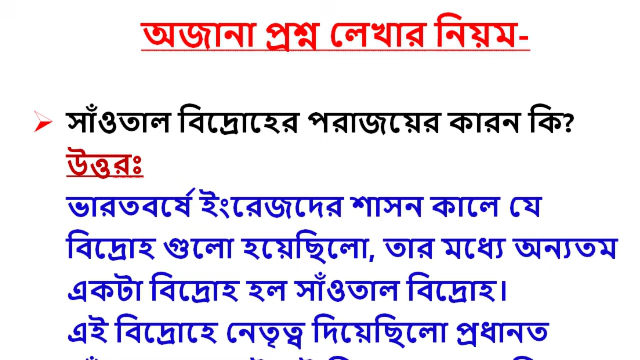 অজানা প্রশ্ন লেখার নিয়ম-
সাঁওতাল বিদ্রোহের পরাজয়ের কারন কি?
উত্তরঃ
ভারতবর্ষে ইংরেজদের শাসন কালে যে
বিদ্রোহ গুলো হয়েছিলো, তার মধ্যে অন্যতম
একটা বিদ্রোহ হল সাঁওতাল বিদ্রোহ।
এই বিদ্রোহে নেতৃত্ব দিয়েছিলো প্রধানত